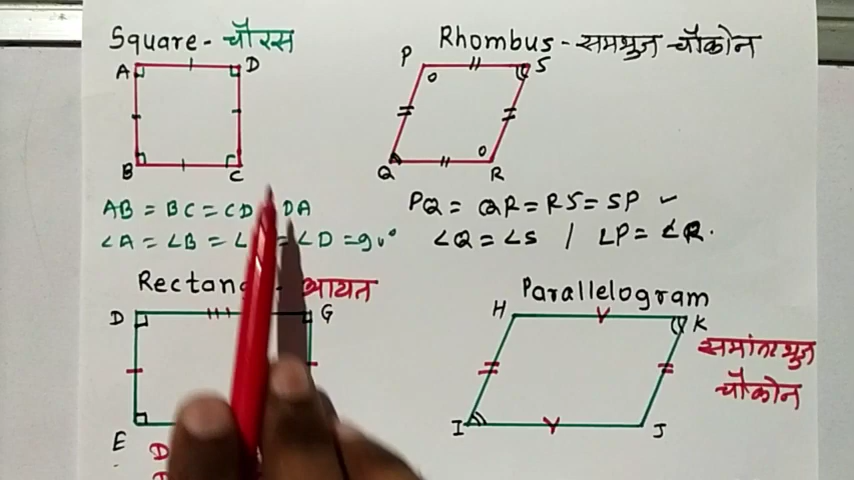 Square - चौरस
Rhombus - समभुज चौकोन
A D
B C
P S
Q R
AB = BC = CD DA
∠A = ∠B = ∠ = ∠D = 90°
PQ = QR = RS = SP ✓
∠Q = ∠S / ∠P = ∠R.
Rectang - आयत
Parallelogram
समांतरभुज
चौकोन
D G
E
H K
I J
D